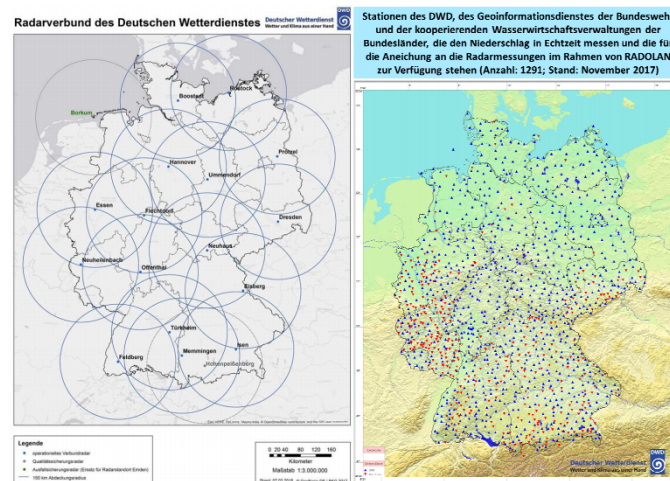 Radarverbund des Deutschen Wetterdienstes
Deutscher Wetterdienst
Wetter und Klima aus einer Hand
DWD
Boostedt
Rostock
Borkum
Hannover
Ummendorf
Prötzel
Essen
Flechtdorf
Dresden
Neuhaus
Neuheilenbach
Offenthal
Eisberg
Türkheim
Isen
Memmingen
Feldberg
Hohenpeißenberg
Legende
operationelles Verbundradar
Qualitätssicherungsradar
Ausfallsicherungsradar (Ersatz für Radarstandort Emden)
150 km Abdeckungsradius
0 20 40 80 120 160
Kilometer
Maßstab 1:3.000.000
Stationen des DWD, des Geoinformationsdienstes der Bundesweh
und der kooperierenden Wasserwirtschaftsverwaltungen der
Bundesländer, die den Niederschlag in Echtzeit messen und die für
die Aneichung an die Radarmessungen im Rahmen von RADOLAN
zur Verfügung stehen (Anzahl: 1291; Stand: November 2017)
Deutscher Wetterdienst
Wetter und Klima aus einer Hand
DWD